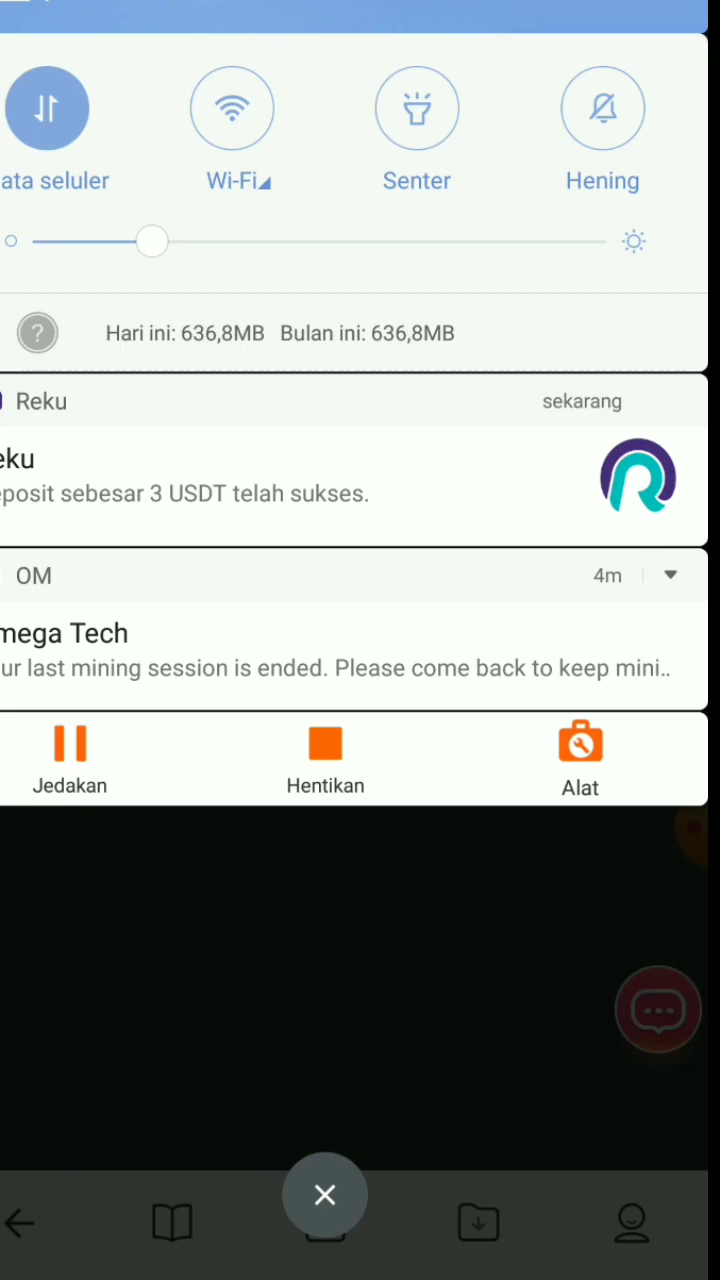 ata seluler
Wi-Fi
Senter
Hening
?
Hari ini: 636,8MB Bulan ini: 636,8MB
Reku
sekarang
eku
eposit sebesar 3 USDT telah sukses.
OM
4m
mega Tech
ur last mining session is ended. Please come back to keep mini..
Jedakan
Hentikan
Alat